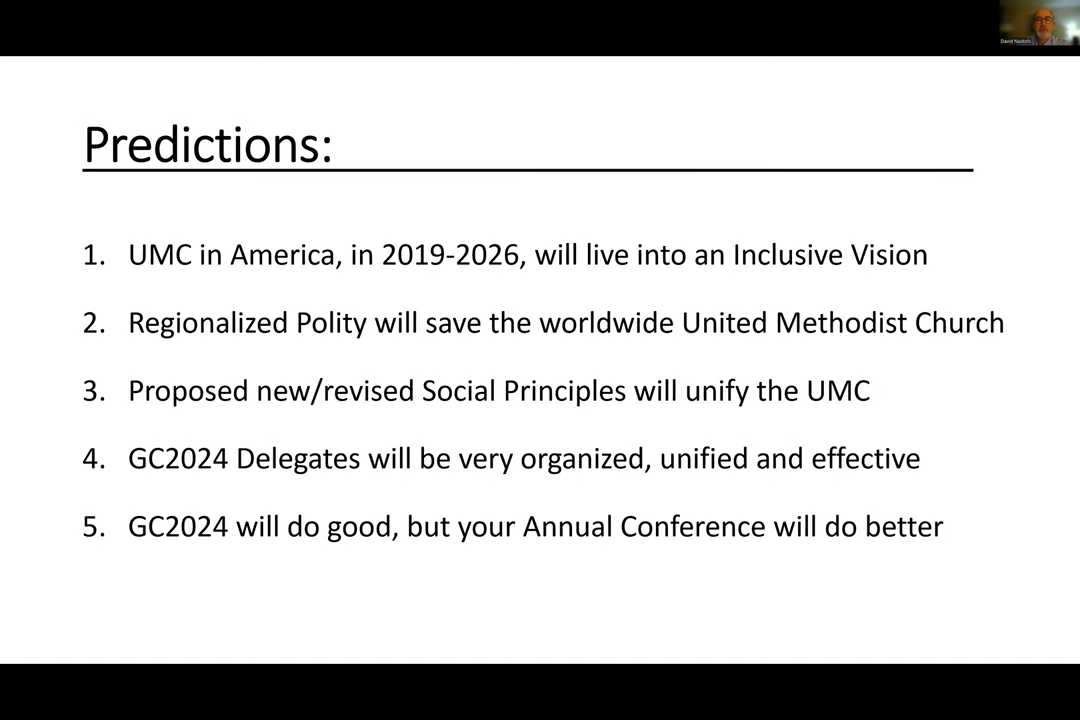 David Nuckols
Predictions:
1. UMC in America, in 2019-2026, will live into an Inclusive Vision
2. Regionalized Polity will save the worldwide United Methodist Church
3. Proposed new/revised Social Principles will unify the UMC
4. GC2024 Delegates will be very organized, unified and effective
5. GC2024 will do good, but your Annual Conference will do better